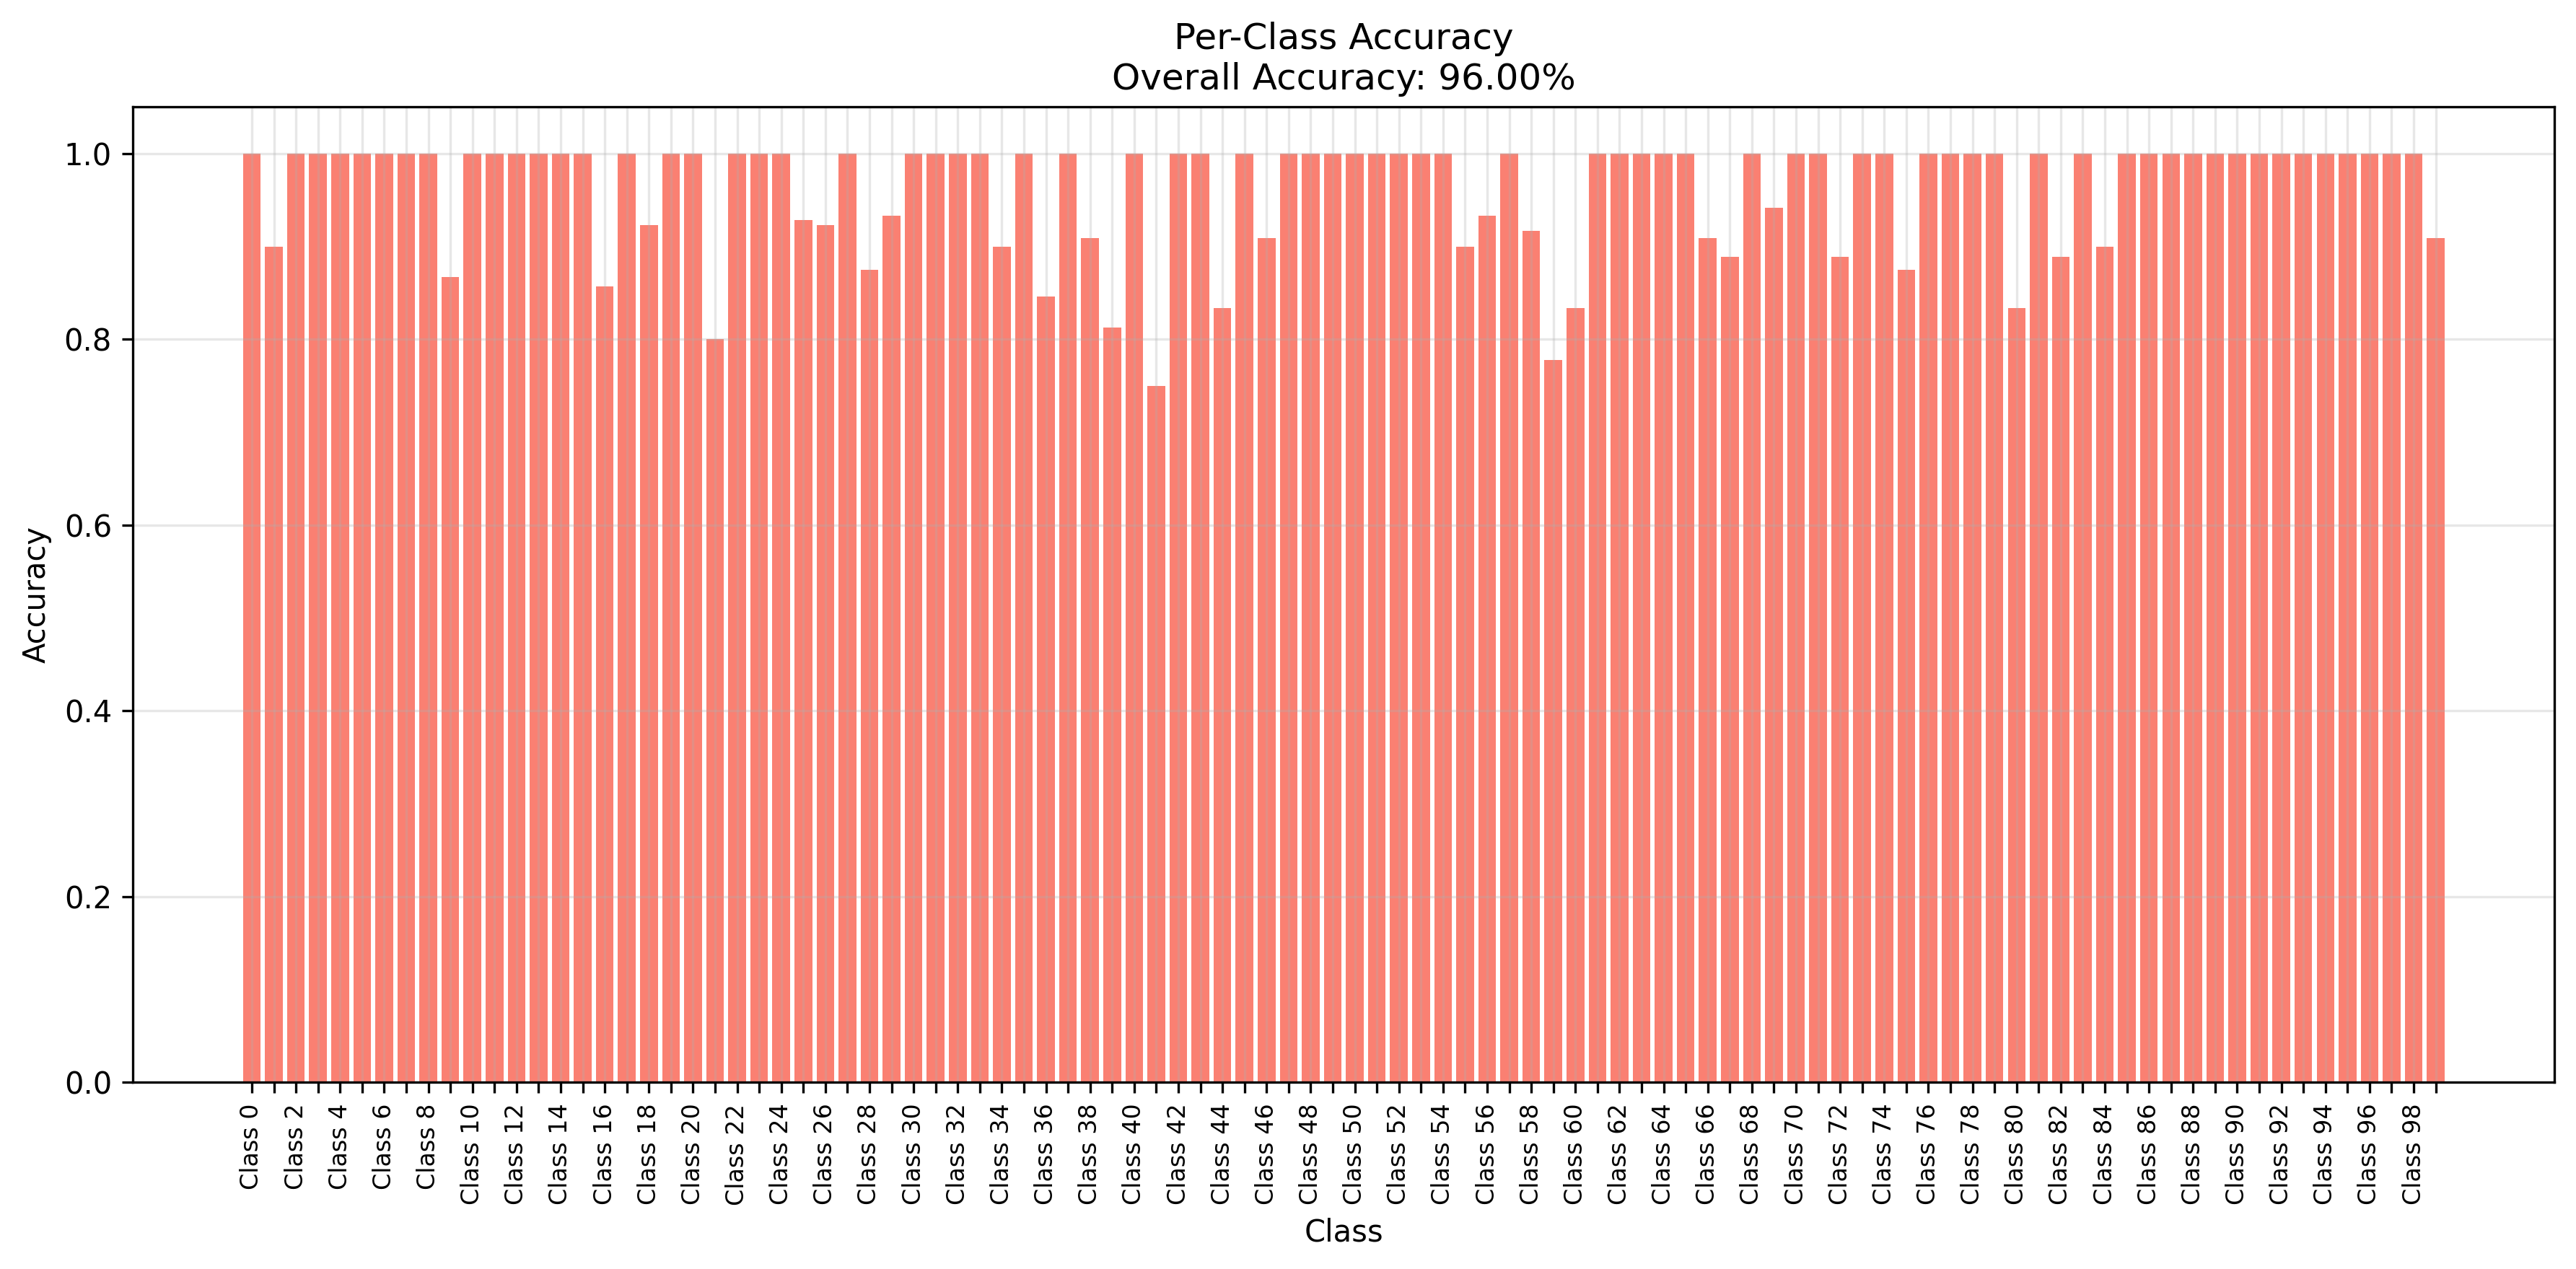 Per-Class Accuracy
Overall Accuracy: 96.00%
1.0
0.8
0.6
0.4
0.2
0.0
Accuracy
Class 0
Class 2
Class 4
Class 6
Class 8
Class 10
Class 12
Class 14
Class 16
Class 18
Class 20
Class 22
Class 24
Class 26
Class 28
Class 30
Class 32
Class 34
Class 36
Class 38
Class 40
Class 42
Class 44
Class 46
Class 48
Class 50
Class 52
Class 54
Class 56
Class 58
Class 60
Class 62
Class 64
Class 66
Class 68
Class 70
Class 72
Class 74
Class 76
Class 78
Class 80
Class 82
Class 84
Class 86
Class 88
Class 90
Class 92
Class 94
Class 96
Class 98
Class